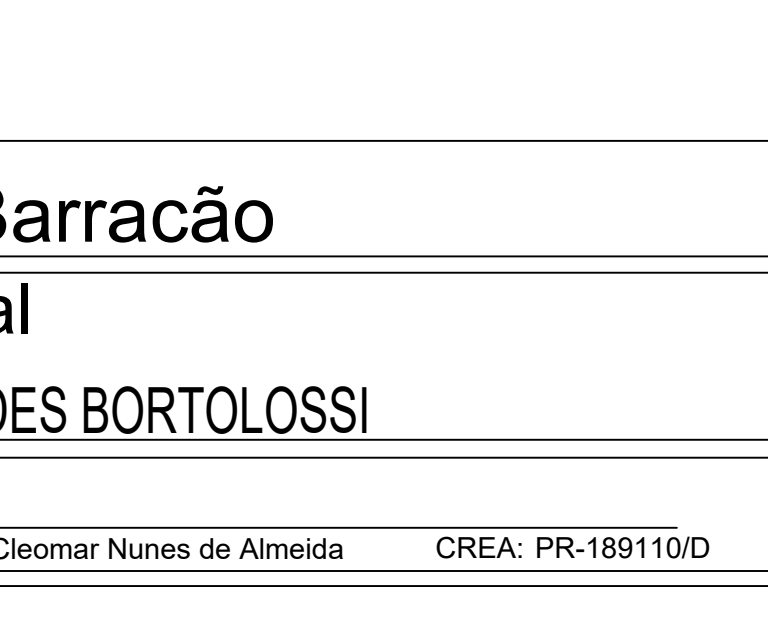 Barracão
al
DES BORTOLOSSI
Cleomar Nunes de Almeida CREA: PR-189110/D